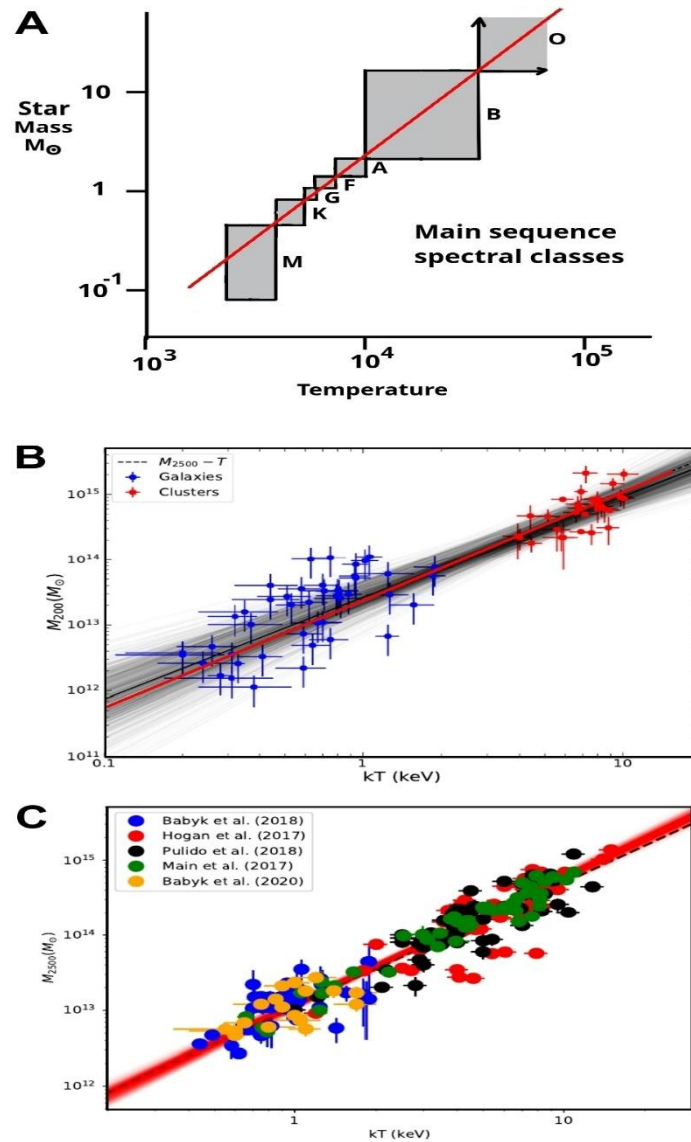 A
Star
Mass
M☉
10
1
10⁻¹
O
B
A
F
G
K
M
Main sequence
spectral classes
10³
10⁴
10⁵
Temperature
B
M₂₅₀₀ − T
Galaxies
Clusters
M₂₀₀(M☉)
10¹⁵
10¹⁴
10¹³
10¹²
10¹¹
0.1
1
10
kT (keV)
C
Babyk et al. (2018)
Hogan et al. (2017)
Pulido et al. (2018)
Main et al. (2017)
Babyk et al. (2020)
M₂₅₀₀(M☉)
10¹⁵
10¹⁴
10¹³
10¹²
1
10
kT (keV)